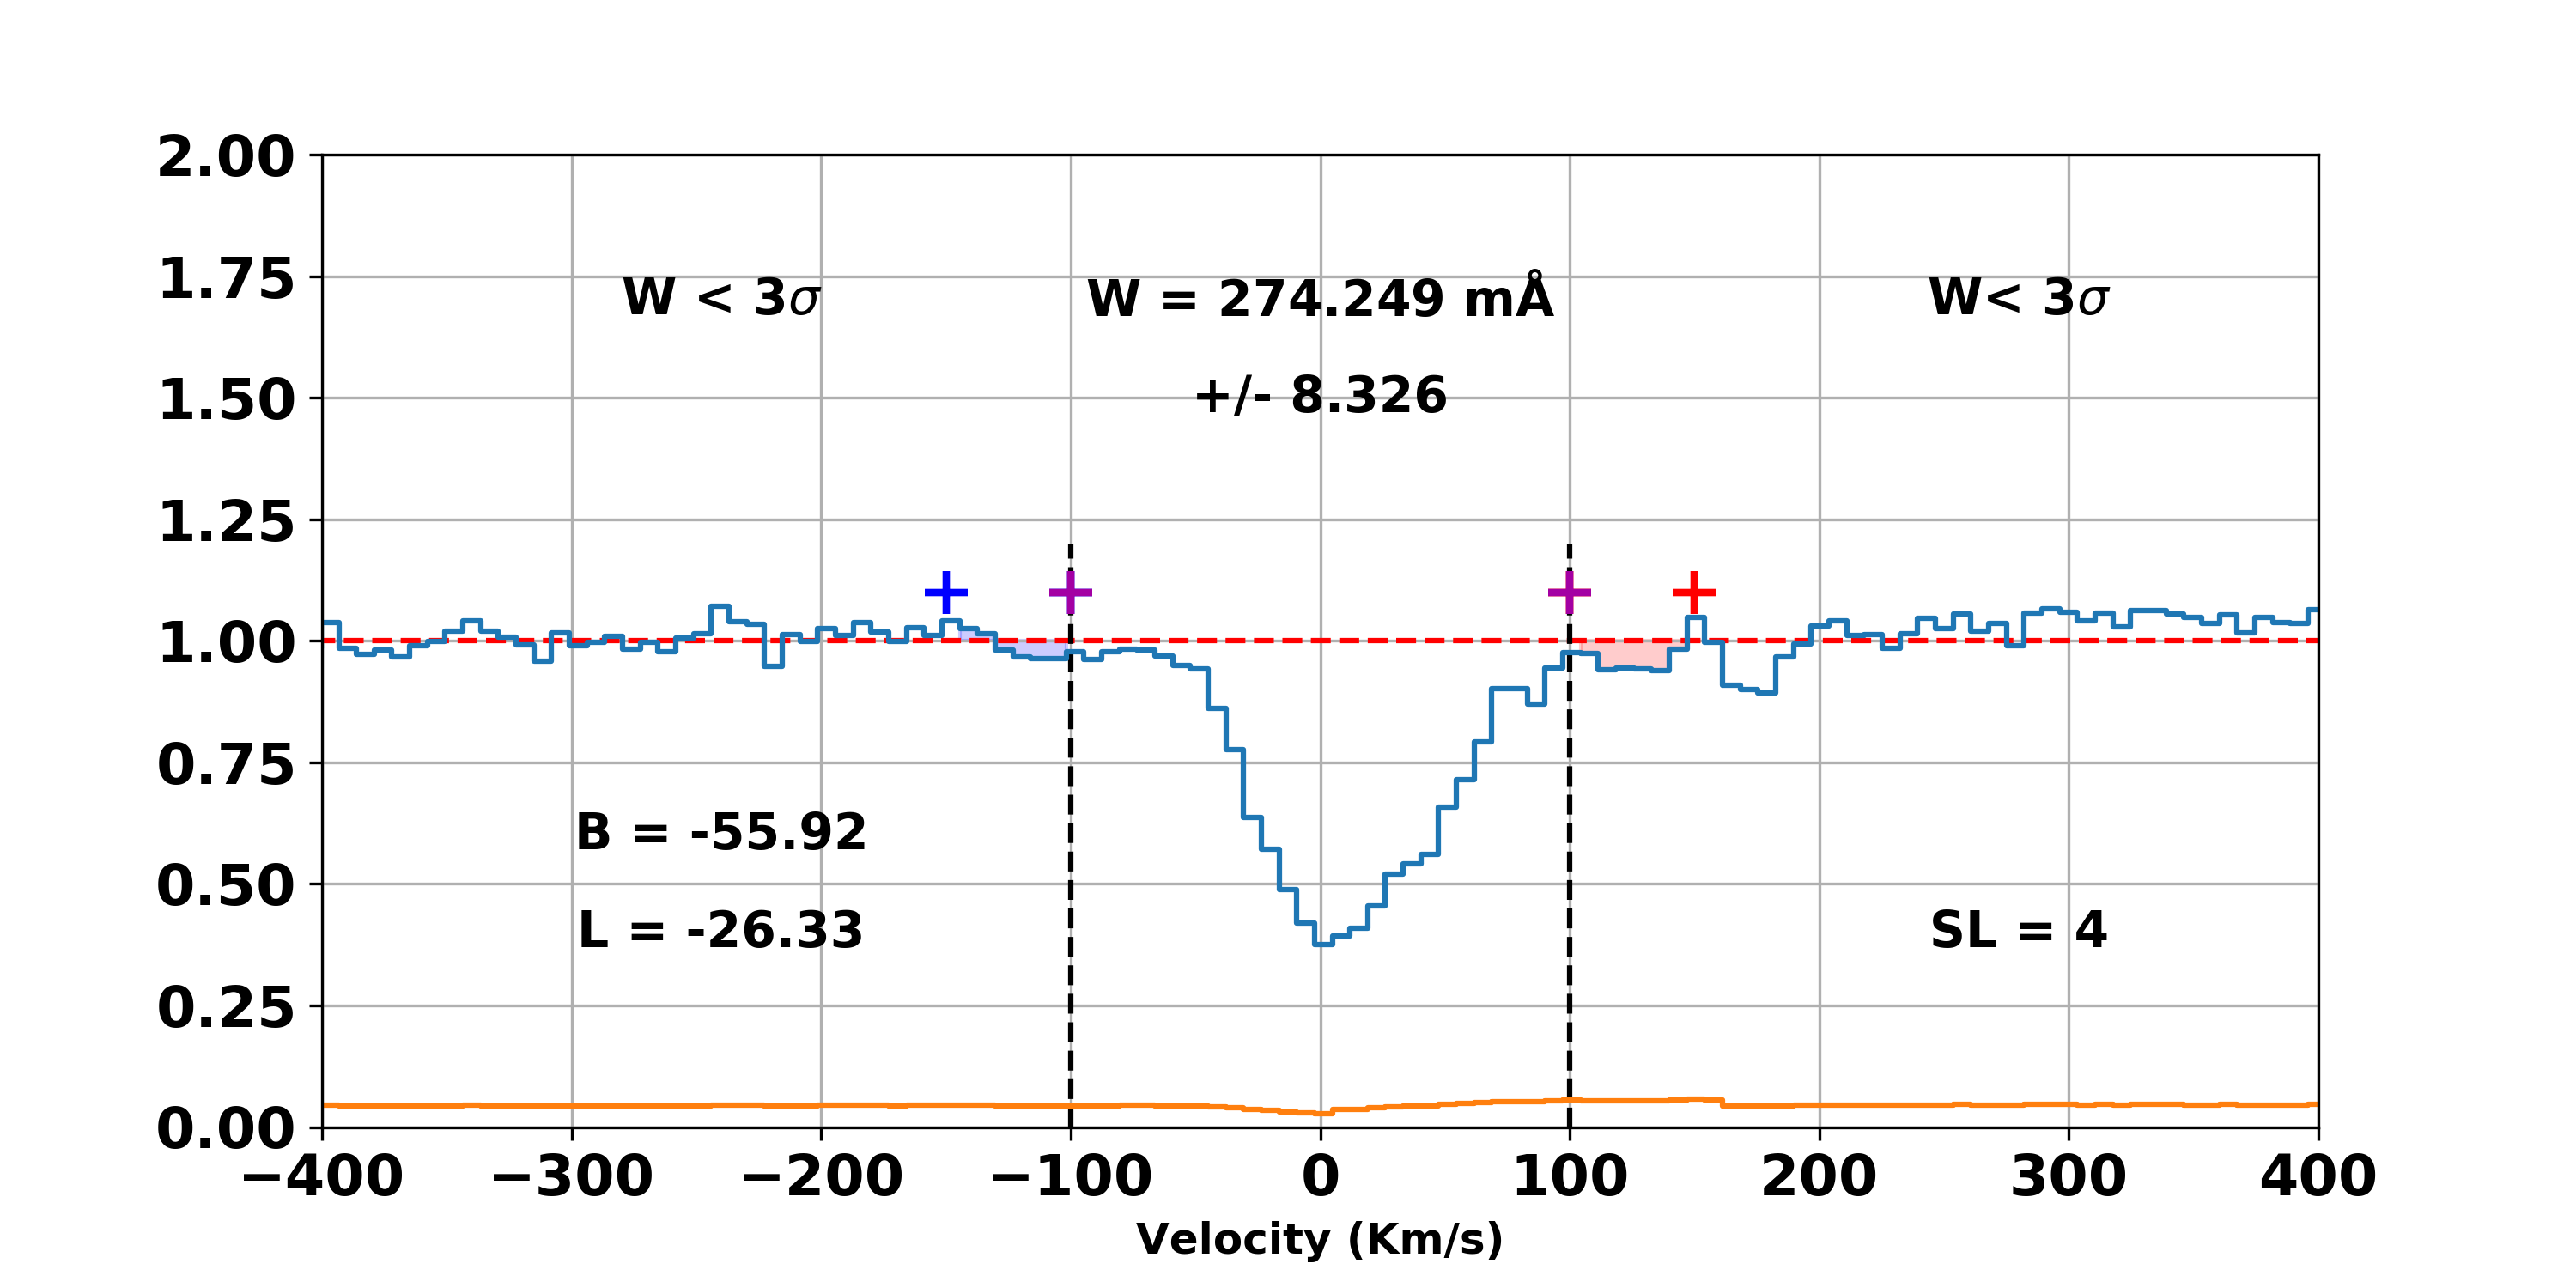 2.00
1.75
W < 3σ
W = 274.249 mÅ
W< 3σ
1.50
+/- 8.326
1.25
1.00
0.75
B = -55.92
0.50
L = -26.33
SL = 4
0.25
0.00
−400 −300 −200 −100 0 100 200 300 400
Velocity (Km/s)